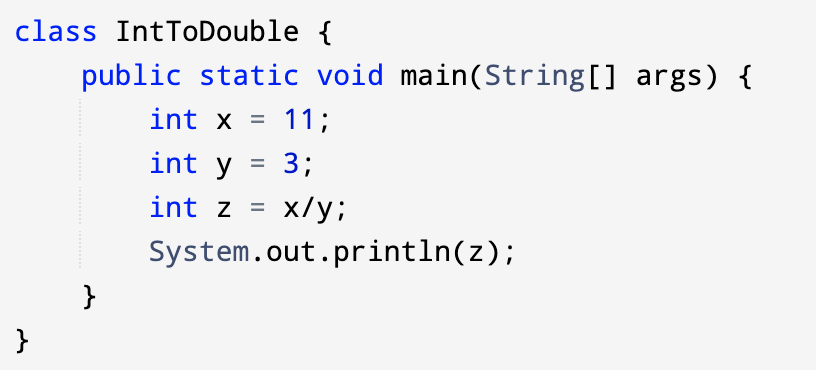 class IntToDouble {
    public static void main(String[] args) {
        int x = 11;
        int y = 3;
        int z = x/y;
        System.out.println(z);
    }
}